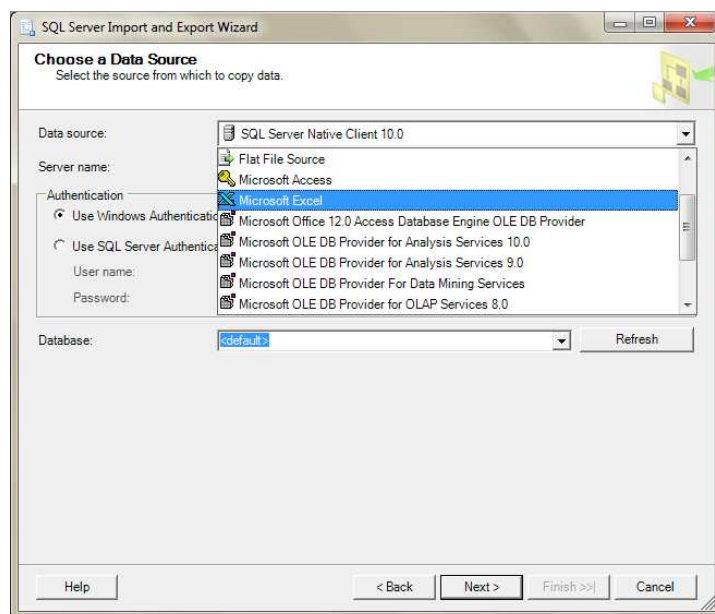 SQL Server Import and Export Wizard
Choose a Data Source
Select the source from which to copy data.
Data source:
SQL Server Native Client 10.0
Server name:
Flat File Source
Microsoft Access
Microsoft Excel
Microsoft Office 12.0 Access Database Engine OLE DB Provider
Microsoft OLE DB Provider for Analysis Services 10.0
Microsoft OLE DB Provider for Analysis Services 9.0
Microsoft OLE DB Provider For Data Mining Services
Microsoft OLE DB Provider for OLAP Services 8.0
Authentication
Use Windows Authenticatio
Use SQL Server Authentica
User name:
Password:
Database:
<default>
Refresh
Help
< Back
Next >
Finish >>|
Cancel